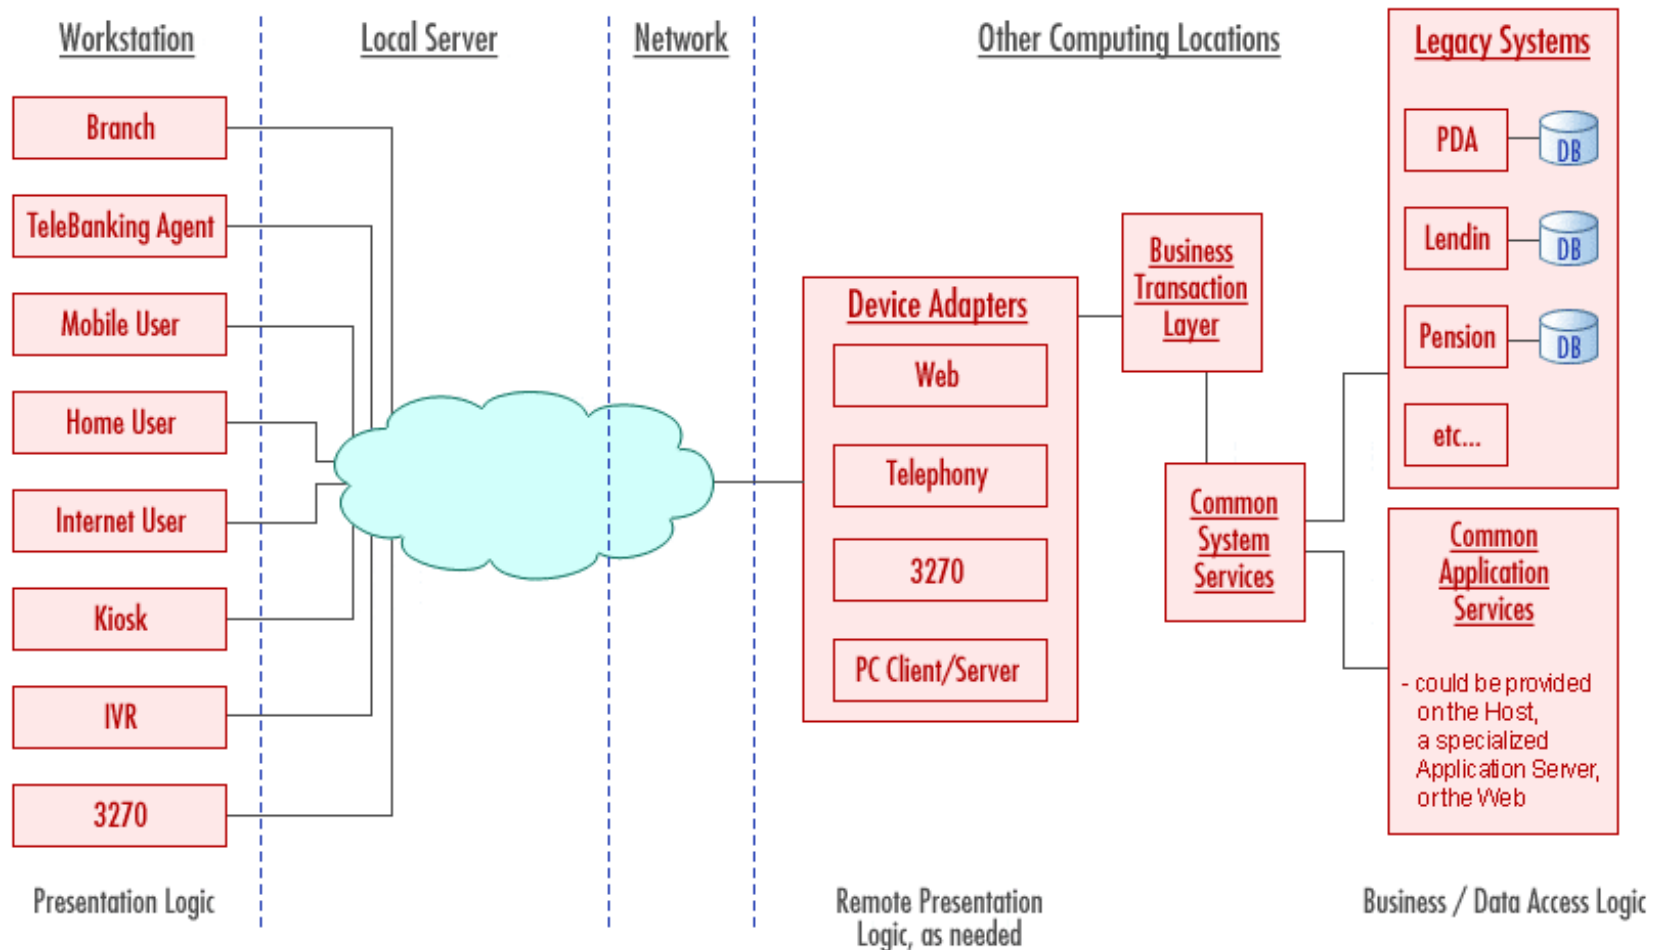 Workstation
Local Server
Network
Other Computing Locations
Legacy Systems
Branch
TeleBanking Agent
Mobile User
Home User
Internet User
Kiosk
IVR
3270
Presentation Logic
Device Adapters
Web
Telephony
3270
PC Client/Server
Remote Presentation
Logic, as needed
Business
Transaction
Layer
Common
System
Services
PDA
DB
Lendin
DB
Pension
DB
etc...
Common
Application
Services
- could be provided
on the Host,
a specialized
Application Server,
or the Web
Business / Data Access Logic